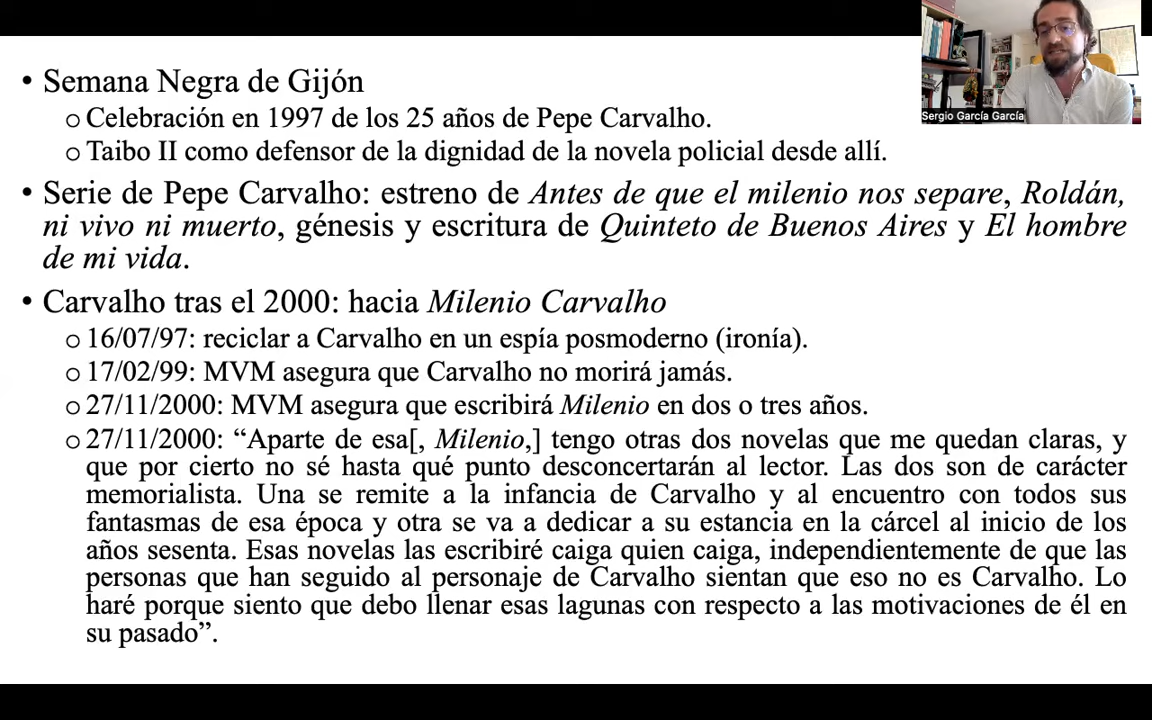 • Semana Negra de Gijón
o Celebración en 1997 de los 25 años de Pepe Carvalho.
o Taibo II como defensor de la dignidad de la novela policial desde allí.
• Serie de Pepe Carvalho: estreno de Antes de que el milenio nos separe, Roldán,
ni vivo ni muerto, génesis y escritura de Quinteto de Buenos Aires y El hombre
de mi vida.
• Carvalho tras el 2000: hacia Milenio Carvalho
o 16/07/97: reciclar a Carvalho en un espía posmoderno (ironía).
o 17/02/99: MVM asegura que Carvalho no morirá jamás.
o 27/11/2000: MVM asegura que escribirá Milenio en dos o tres años.
o 27/11/2000: “Aparte de esa[, Milenio,] tengo otras dos novelas que me quedan claras, y
que por cierto no sé hasta qué punto desconcertarán al lector. Las dos son de carácter
memorialista. Una se remite a la infancia de Carvalho y al encuentro con todos sus
fantasmas de esa época y otra se va a dedicar a su estancia en la cárcel al inicio de los
años sesenta. Esas novelas las escribiré caiga quien caiga, independientemente de que las
personas que han seguido al personaje de Carvalho sientan que eso no es Carvalho. Lo
haré porque siento que debo llenar esas lagunas con respecto a las motivaciones de él en
su pasado”.
Sergio García García